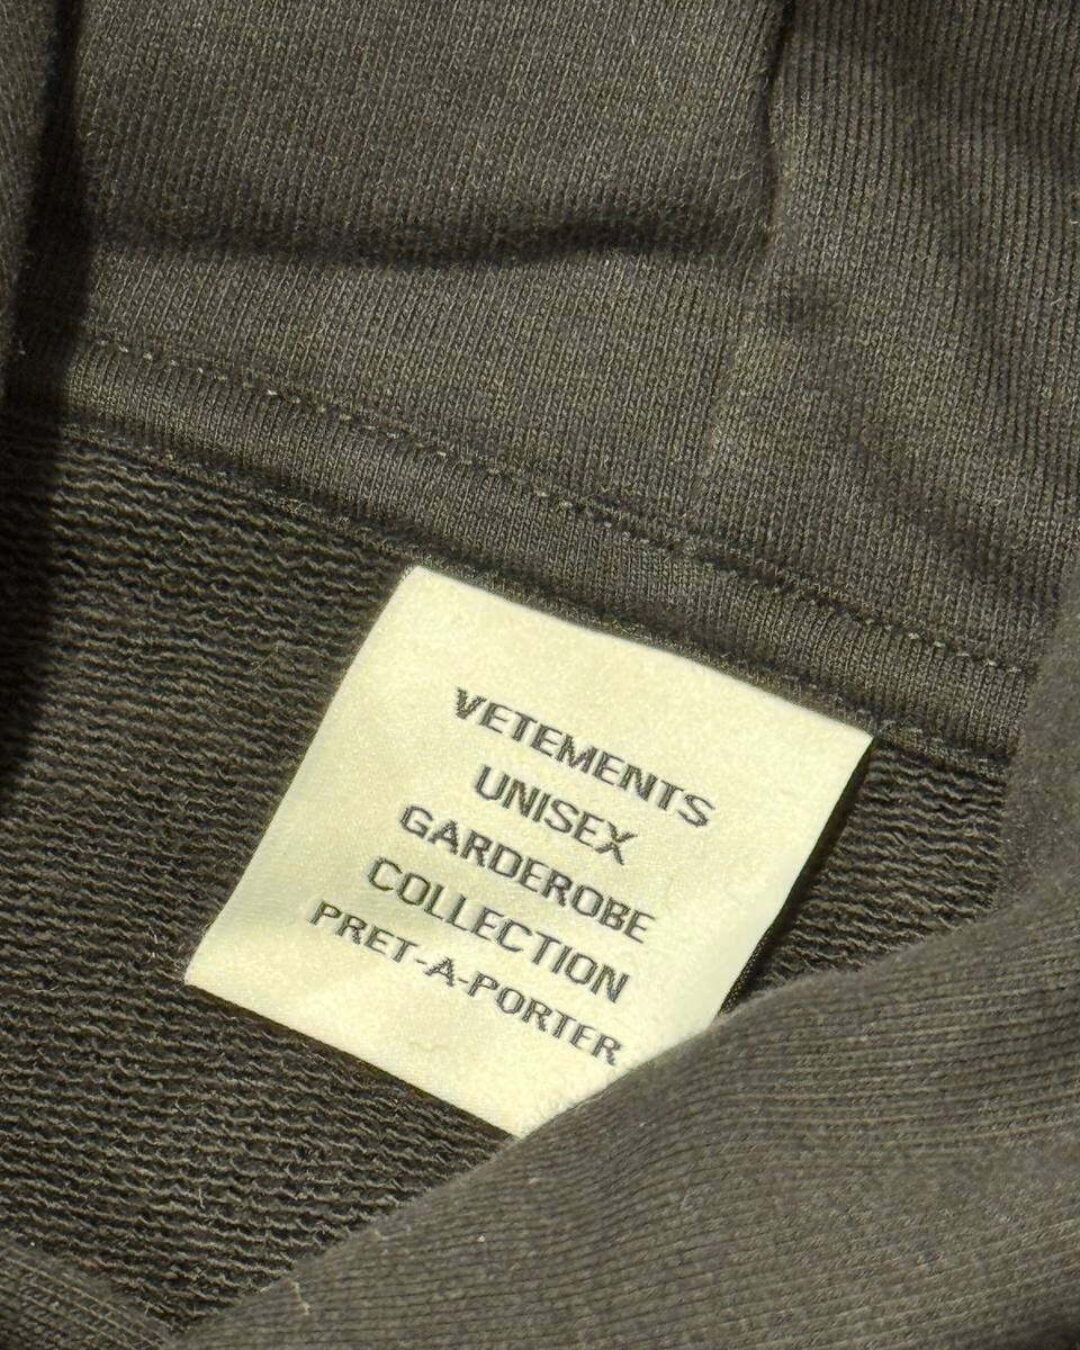 VETEMENTS
UNISEX
GARDEROBE
COLLECTION
PRET-A-PORTER